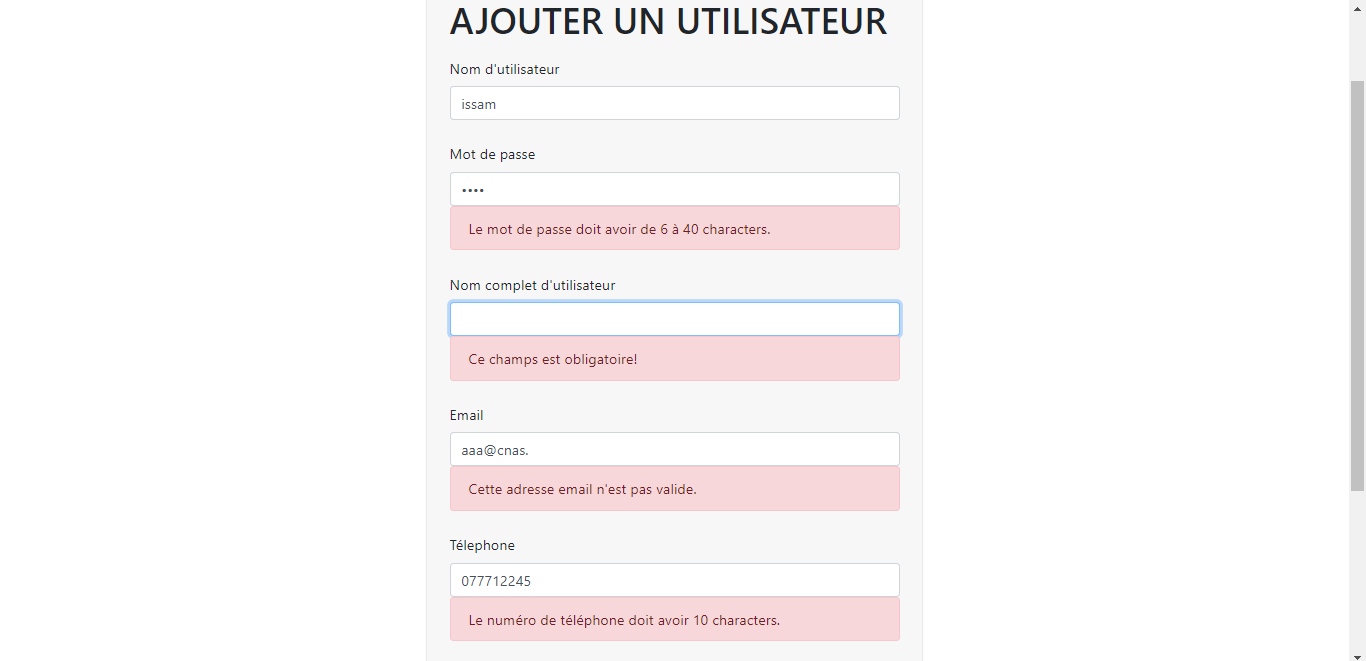 AJOUTER UN UTILISATEUR
Nom d'utilisateur
issam
Mot de passe
••••
Le mot de passe doit avoir de 6 à 40 characters.
Nom complet d'utilisateur
Ce champs est obligatoire!
Email
aaa@cnas.
Cette adresse email n'est pas valide.
Télephone
077712245
Le numéro de téléphone doit avoir 10 characters.